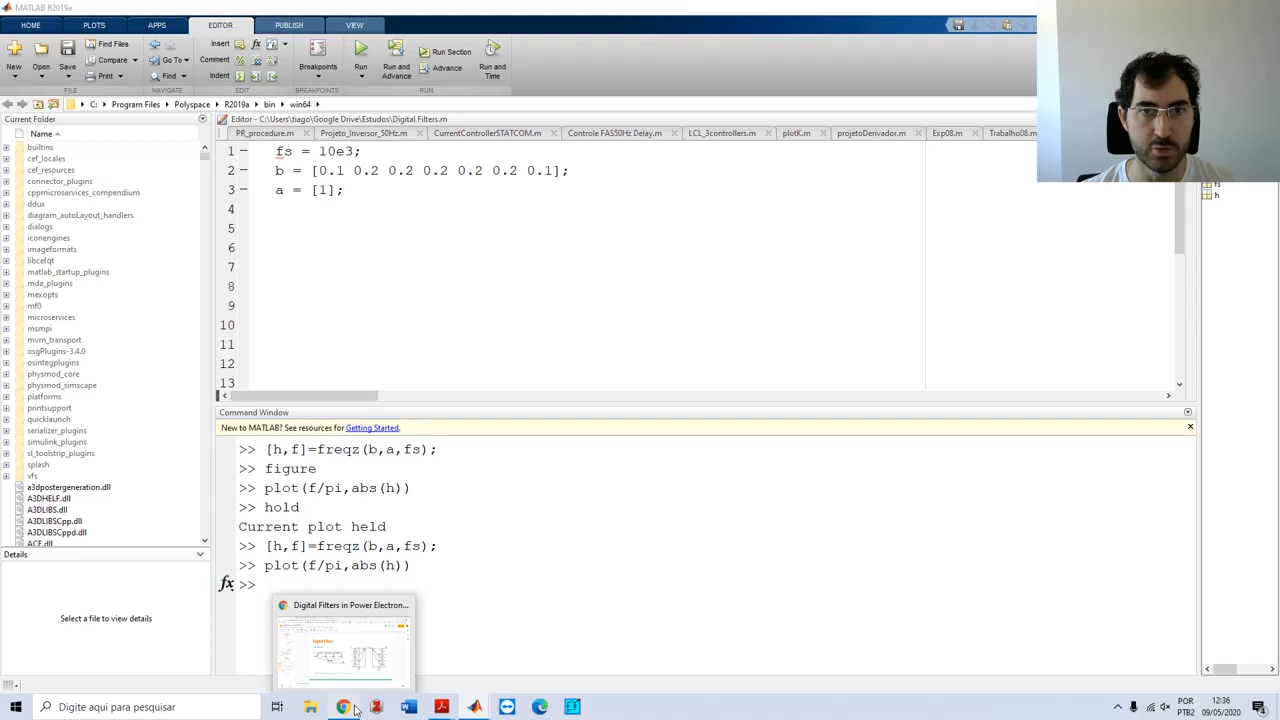 MATLAB R2019a
HOME
PLOTS
APPS
EDITOR
PUBLISH
VIEW
New
Open
Save
Find Files
Compare
Print
Go To
Find
Insert
Comment
Indent
Breakpoints
Run
Run and
Advance
Run Section
Advance
Run and
Time
FILE
NAVIGATE
EDIT
BREAKPOINTS
RUN
C:
Program Files
Polyspace
R2019a
bin
win64
Current Folder
Name
builtins
cef_locales
cef_resources
connector_plugins
cppmicroservices_compendium
ddux
diagram_autoLayout_handlers
dialogs
iconengines
imageformats
libcefqt
matlab_startup_plugins
mda_plugins
mexopts
mf0
microservices
msmpi
mvm_transport
osgPlugins-3.4.0
osintegplugins
physmod_core
physmod_simscape
platforms
printsupport
quicklaunch
serializer_plugins
simulink_plugins
sl_toolstrip_plugins
splash
vfs
a3dpostergeneration.dll
A3DHELF.dll
A3DLIBS.dll
A3DLIBSCpp.dll
A3DLIBSCppd.dll
ACE.dll
Details
Select a file to view details
Editor - C:\Users\tiago\Google Drive\Estudos\Digital Filters.m
PR_procedure.m
Projeto_Inversor_50Hz.m
CurrentControllerSTATCOM.m
Controle FAS50Hz Delay.m
LCL_3controllers.m
plotK.m
projetoDerivador.m
Exp08.m
Trabalho08.m
1 fs = 10e3;
2 b = [0.1 0.2 0.2 0.2 0.2 0.2 0.1];
3 a = [1];
4
5
6
7
8
9
10
11
12
13
fs
h
Command Window
New to MATLAB? See resources for Getting Started.
>> [h,f]=freqz(b,a,fs);
>> figure
>> plot(f/pi,abs(h))
>> hold
Current plot held
>> [h,f]=freqz(b,a,fs);
>> plot(f/pi,abs(h))
fx >>
Digital Filters in Power Electron...
Digital Filters
Digite aqui para pesquisar
POR
PTB2
12:36
09/05/2020